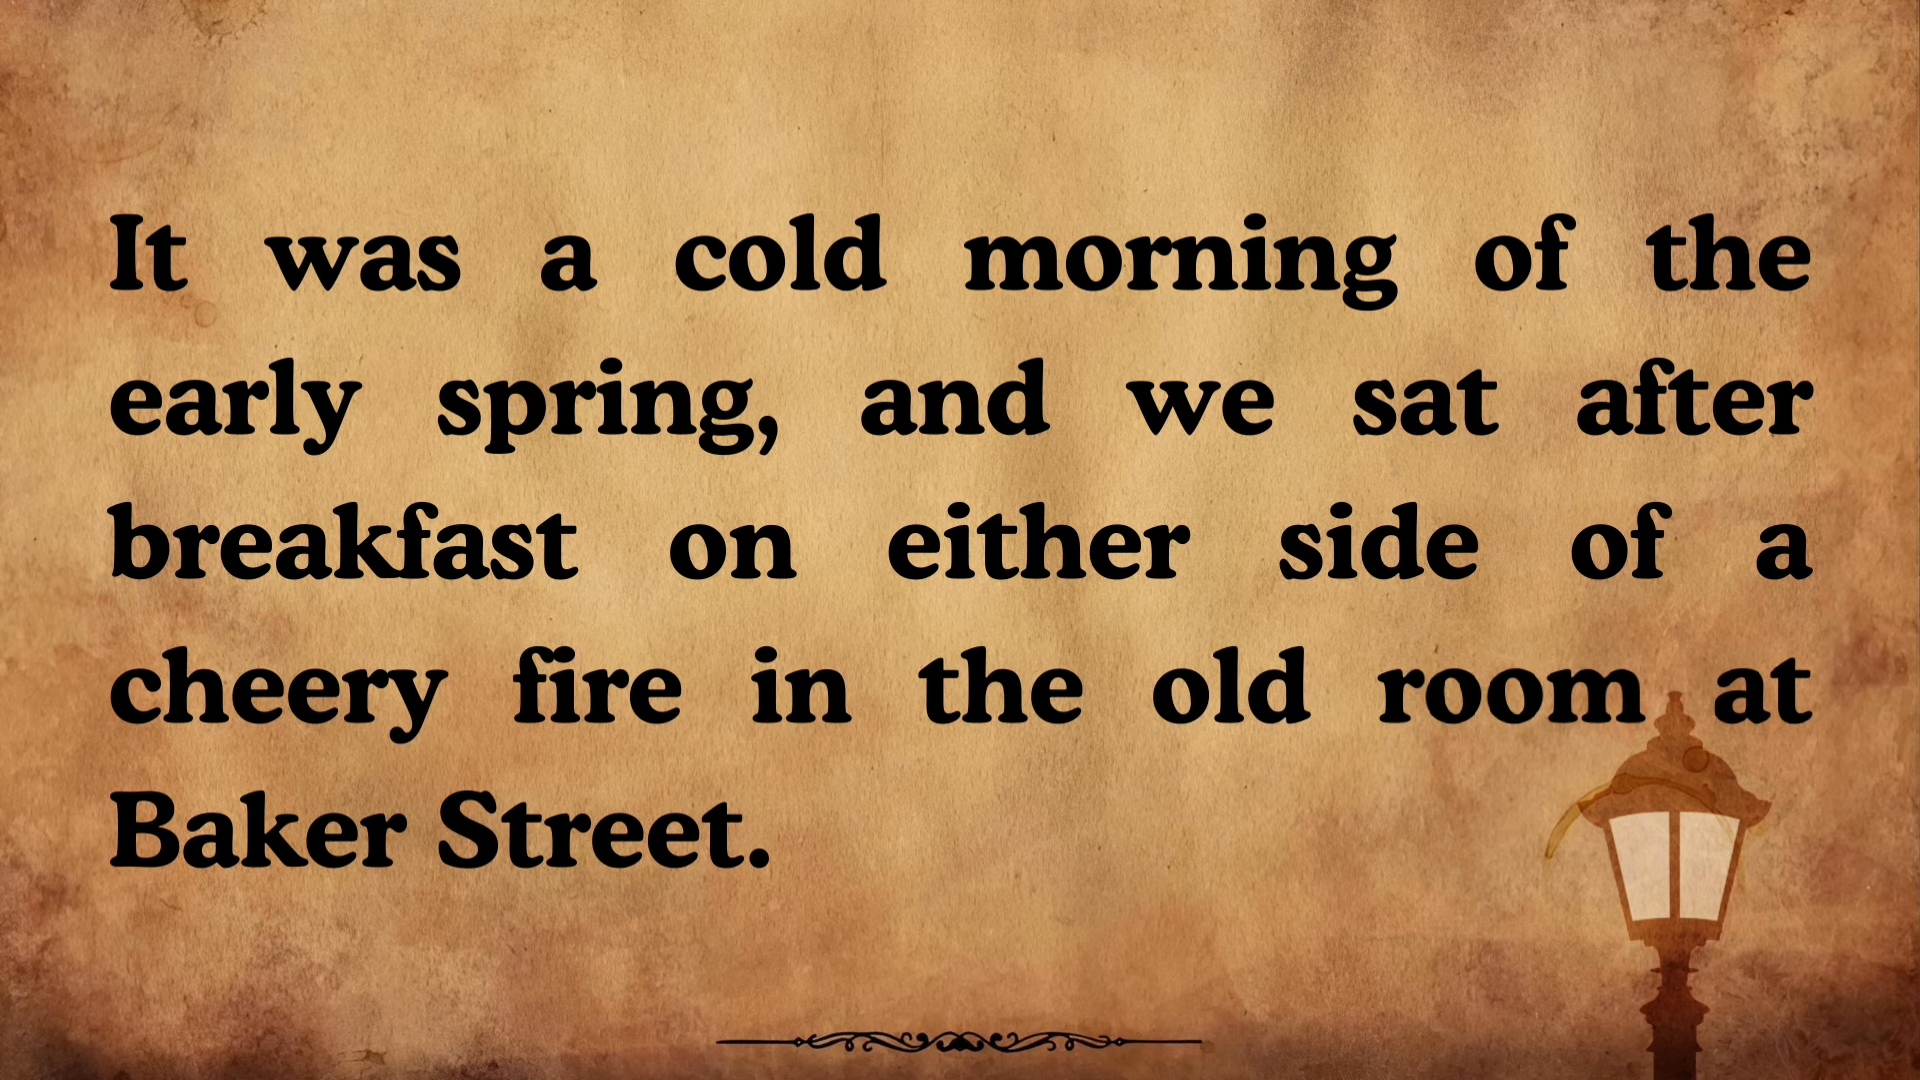 It was a cold morning of the
early spring, and we sat after
breakfast on either side of a
cheery fire in the old room at
Baker Street.